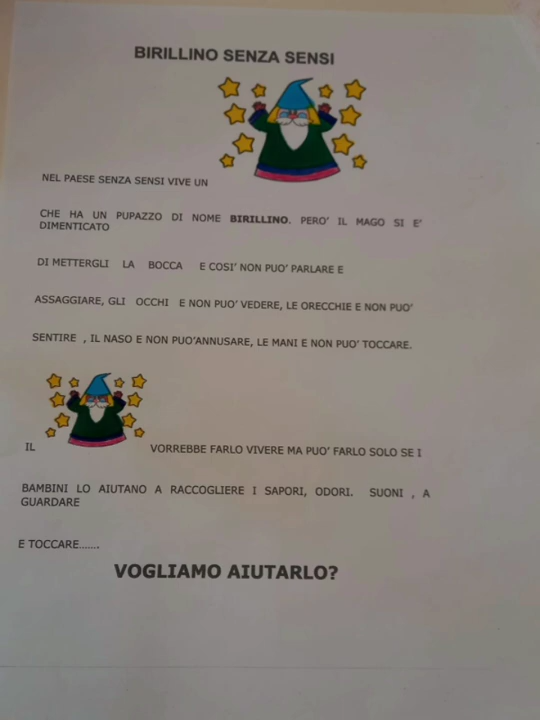 BIRILLINO SENZA SENSI
NEL PAESE SENZA SENSI VIVE UN
CHE HA UN PUPAZZO DI NOME BIRILLINO. PERO' IL MAGO SI E'
DIMENTICATO
DI METTERGLI LA BOCCA E COSI' NON PUO' PARLARE E
ASSAGGIARE, GLI OCCHI E NON PUO' VEDERE, LE ORECCHIE E NON PUO'
SENTIRE , IL NASO E NON PUO'ANNUSARE, LE MANI E NON PUO' TOCCARE.
IL VORREBBE FARLO VIVERE MA PUO' FARLO SOLO SE I
BAMBINI LO AIUTANO A RACCOGLIERE I SAPORI, ODORI. SUONI , A
GUARDARE
E TOCCARE.......
VOGLIAMO AIUTARLO?